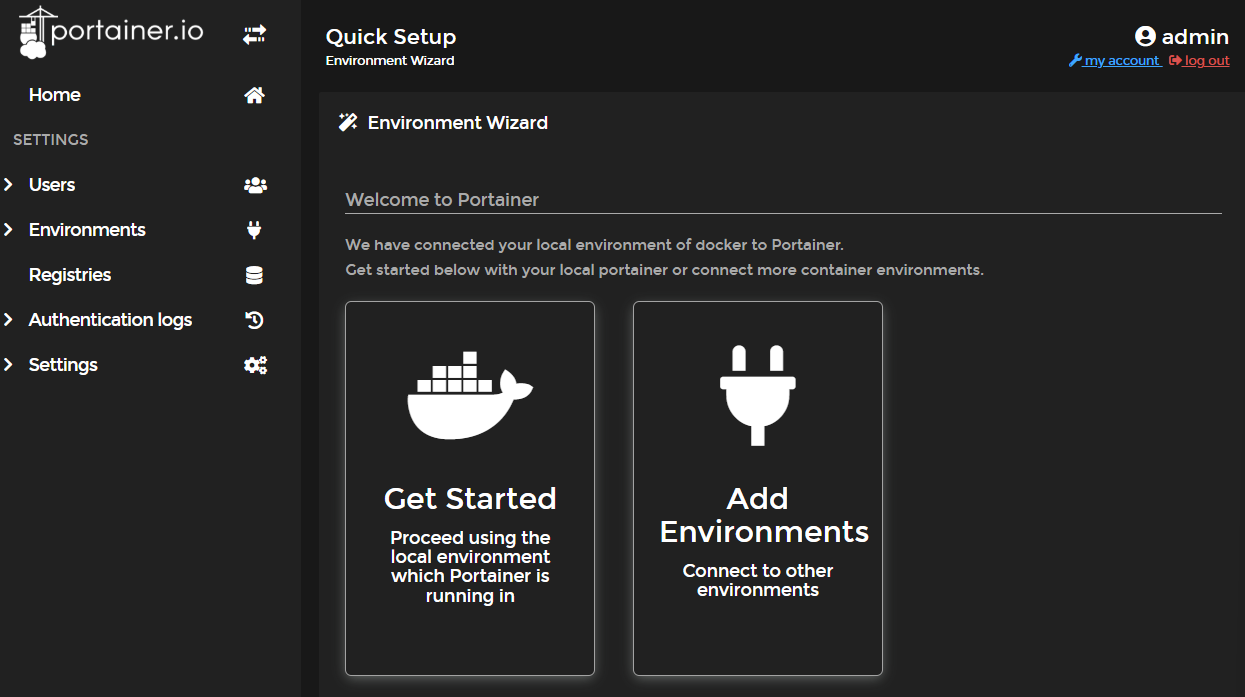 portainer.io
Home
SETTINGS
Users
Environments
Registries
Authentication logs
Settings
Quick Setup
Environment Wizard
admin
my account log out
Environment Wizard
Welcome to Portainer
We have connected your local environment of docker to Portainer.
Get started below with your local portainer or connect more container environments.
Get Started
Proceed using the
local environment
which Portainer is
running in
Add
Environments
Connect to other
environments